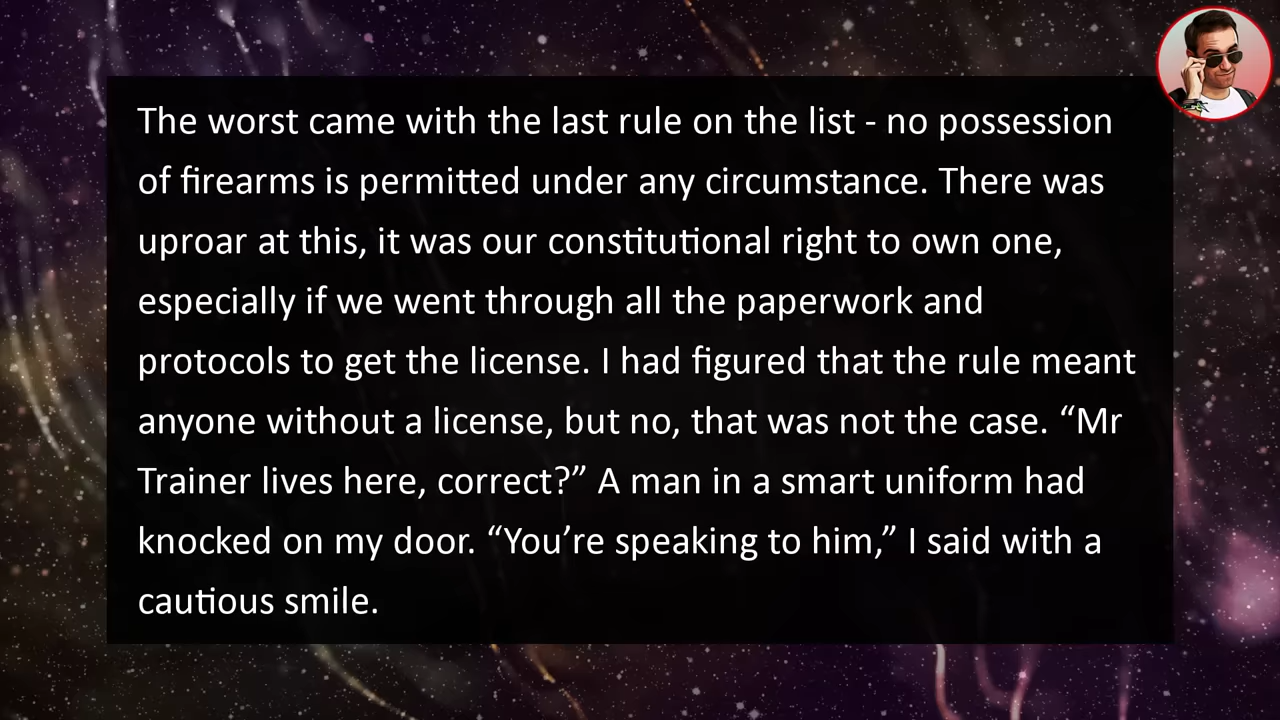 The worst came with the last rule on the list - no possession
of firearms is permitted under any circumstance. There was
uproar at this, it was our constitutional right to own one,
especially if we went through all the paperwork and
protocols to get the license. I had figured that the rule meant
anyone without a license, but no, that was not the case. “Mr
Trainer lives here, correct?” A man in a smart uniform had
knocked on my door. “You’re speaking to him,” I said with a
cautious smile.